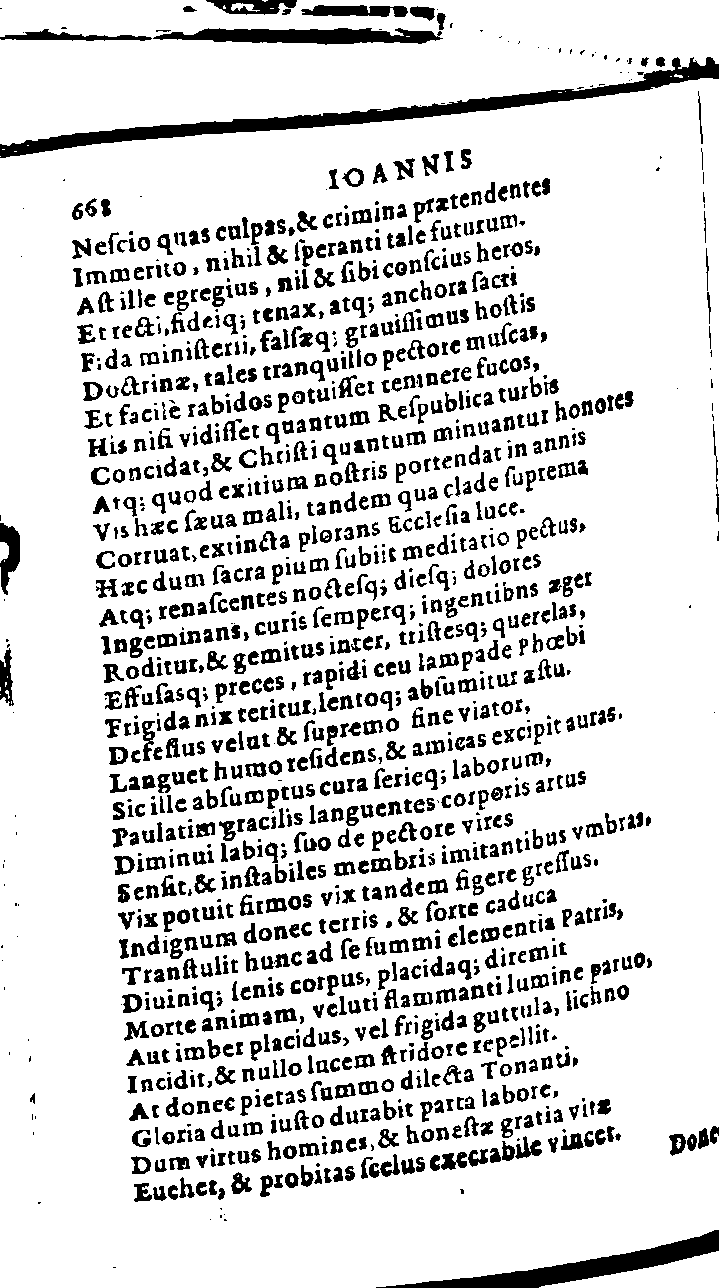 668
IOANNIS
Neſcio quas culpas,& crimina prætendentes
Immerito, nihil & ſperanti tale futurum.
Aſt ille egregius, nil & ſibi conſcius heros,
Et recti,fideiq; tenax, atq; anchora ſacri
Fida miniſterii, falſæq; grauiſſimus hoſtis
Doctrinæ, tales tranquillo pectore muſcas,
Et facilè rabidos potuiſſet temnere fucos,
His niſi vidiſſet quantum Reſpublica turbis
Concidat,& Chriſti quantum minuantur honores
Atq; quod exitium noſtris portendat in annis
Vis hæc ſæua mali, tandem qua clade ſuprema
Corruat,extincta plorans Eccleſia luce.
Hæc dum ſacra pium ſubiit meditatio pectus,
Atq; renaſcentes nocteſq; dieſq; dolores
Ingeminans, curis ſemperq; ingentibns æger
Roditur,& gemitus inter, triſtesq; querelas,
Effuſasq; preces, rapidi ceu lampade Phœbi
Frigida nix teritur,lentoq; abſumitur æſtu.
Defeſſus velut & ſupremo fine viator,
Languet humo reſidens,& amicas excipit auras.
Sic ille abſumptus cura ſerieq; laborum,
Paulatim gracilis languentes corporis artus
Diminui labiq; ſuo de pectore vires
Senſit,& inſtabiles membris imitantibus vmbras,
Vix potuit firmos vix tandem figere greſſus.
Indignum donec terris, & ſorte caduca
Tranſtulit hunc ad ſe ſummi clementia Patris,
Diuiniq; ſenis corpus, placidaq; diremit
Morte animam, veluti flammanti lumine paruo,
Aut imber placidus, vel frigida guttula, lichno
Incidit,& nullo lucem ſtridore repellit.
At donec pietas ſummo dilecta Tonanti,
Gloria dum iuſto durabit parta labore,
Dum virtus homines,& honeſtæ gratia vitæ
Euehet, & probitas ſcelus execrabile vincet.
Donec